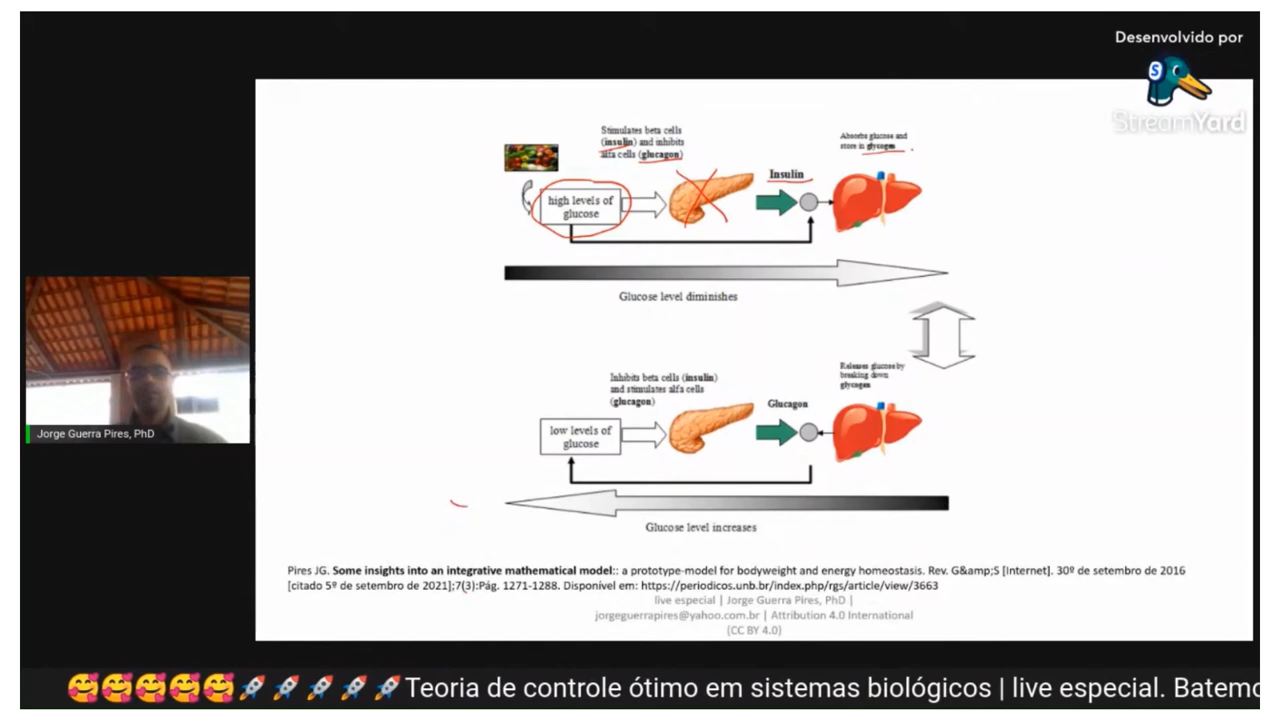 Desenvolvido por
StreamYard
Stimulates beta cells
(insulin) and inhibits
alfa cells (glucagon)
Absorbs glucose and
store in glycogen
Insulin
high levels of
glucose
Glucose level diminishes
Inhibits beta cells (insulin)
and stimulates alfa cells
(glucagon)
Releases glucose by
breaking down
glycogen
Glucagon
low levels of
glucose
Glucose level increases
Jorge Guerra Pires, PhD
Pires JG. Some insights into an integrative mathematical model:: a prototype-model for bodyweight and energy homeostasis. Rev. G&amp;S [Internet]. 30º de setembro de 2016
[citado 5º de setembro de 2021];7(3):Pág. 1271-1288. Disponível em: https://periodicos.unb.br/index.php/rgs/article/view/3663
live especial | Jorge Guerra Pires, PhD |
jorgeguerrapires@yahoo.com.br | Attribution 4.0 International
(CC BY 4.0)
🥰🥰🥰🥰🥰🚀🚀🚀🚀🚀Teoria de controle ótimo em sistemas biológicos | live especial. Batemo